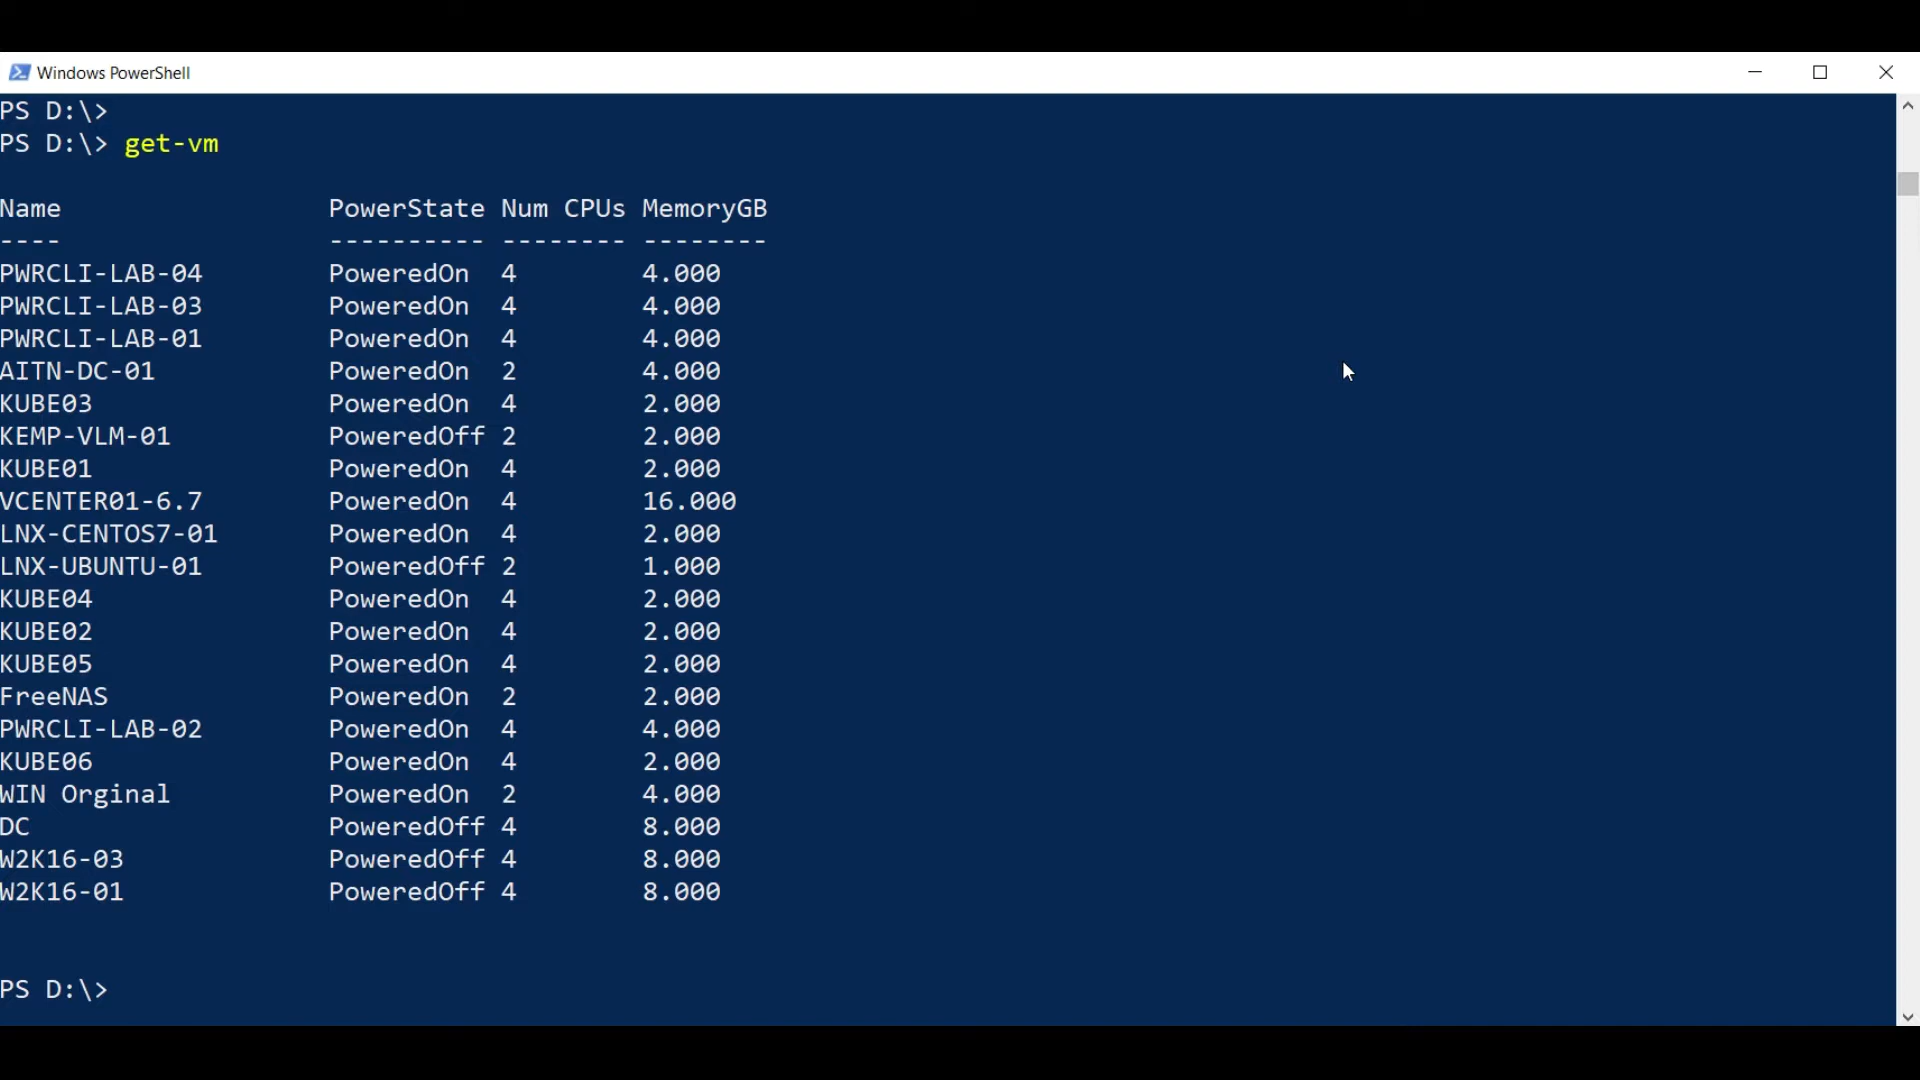 Windows PowerShell
PS D:\>
PS D:\> get-vm
Name                 PowerState Num CPUs MemoryGB
----                 ---------- -------- --------
PWRCLI-LAB-04        PoweredOn  4        4.000
PWRCLI-LAB-03        PoweredOn  4        4.000
PWRCLI-LAB-01        PoweredOn  4        4.000
AITN-DC-01           PoweredOn  2        4.000
KUBE03               PoweredOn  4        2.000
KEMP-VLM-01          PoweredOff 2        2.000
KUBE01               PoweredOn  4        2.000
VCENTER01-6.7        PoweredOn  4        16.000
LNX-CENTOS7-01       PoweredOn  4        2.000
LNX-UBUNTU-01        PoweredOff 2        1.000
KUBE04               PoweredOn  4        2.000
KUBE02               PoweredOn  4        2.000
KUBE05               PoweredOn  4        2.000
FreeNAS              PoweredOn  2        2.000
PWRCLI-LAB-02        PoweredOn  4        4.000
KUBE06               PoweredOn  4        2.000
WIN Orginal          PoweredOn  2        4.000
DC                   PoweredOff 4        8.000
W2K16-03             PoweredOff 4        8.000
W2K16-01             PoweredOff 4        8.000
PS D:\>